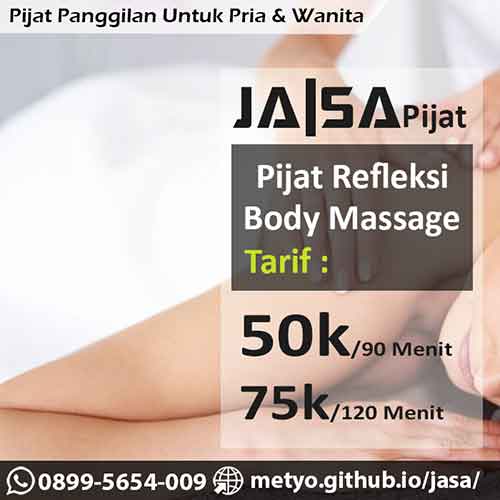 Pijat Panggilan Untuk Pria & Wanita
JA|SA Pijat
Pijat Refleksi
Body Massage
Tarif :
50k/90 Menit
75k/120 Menit
0899-5654-009 metyo.github.io/jasa/